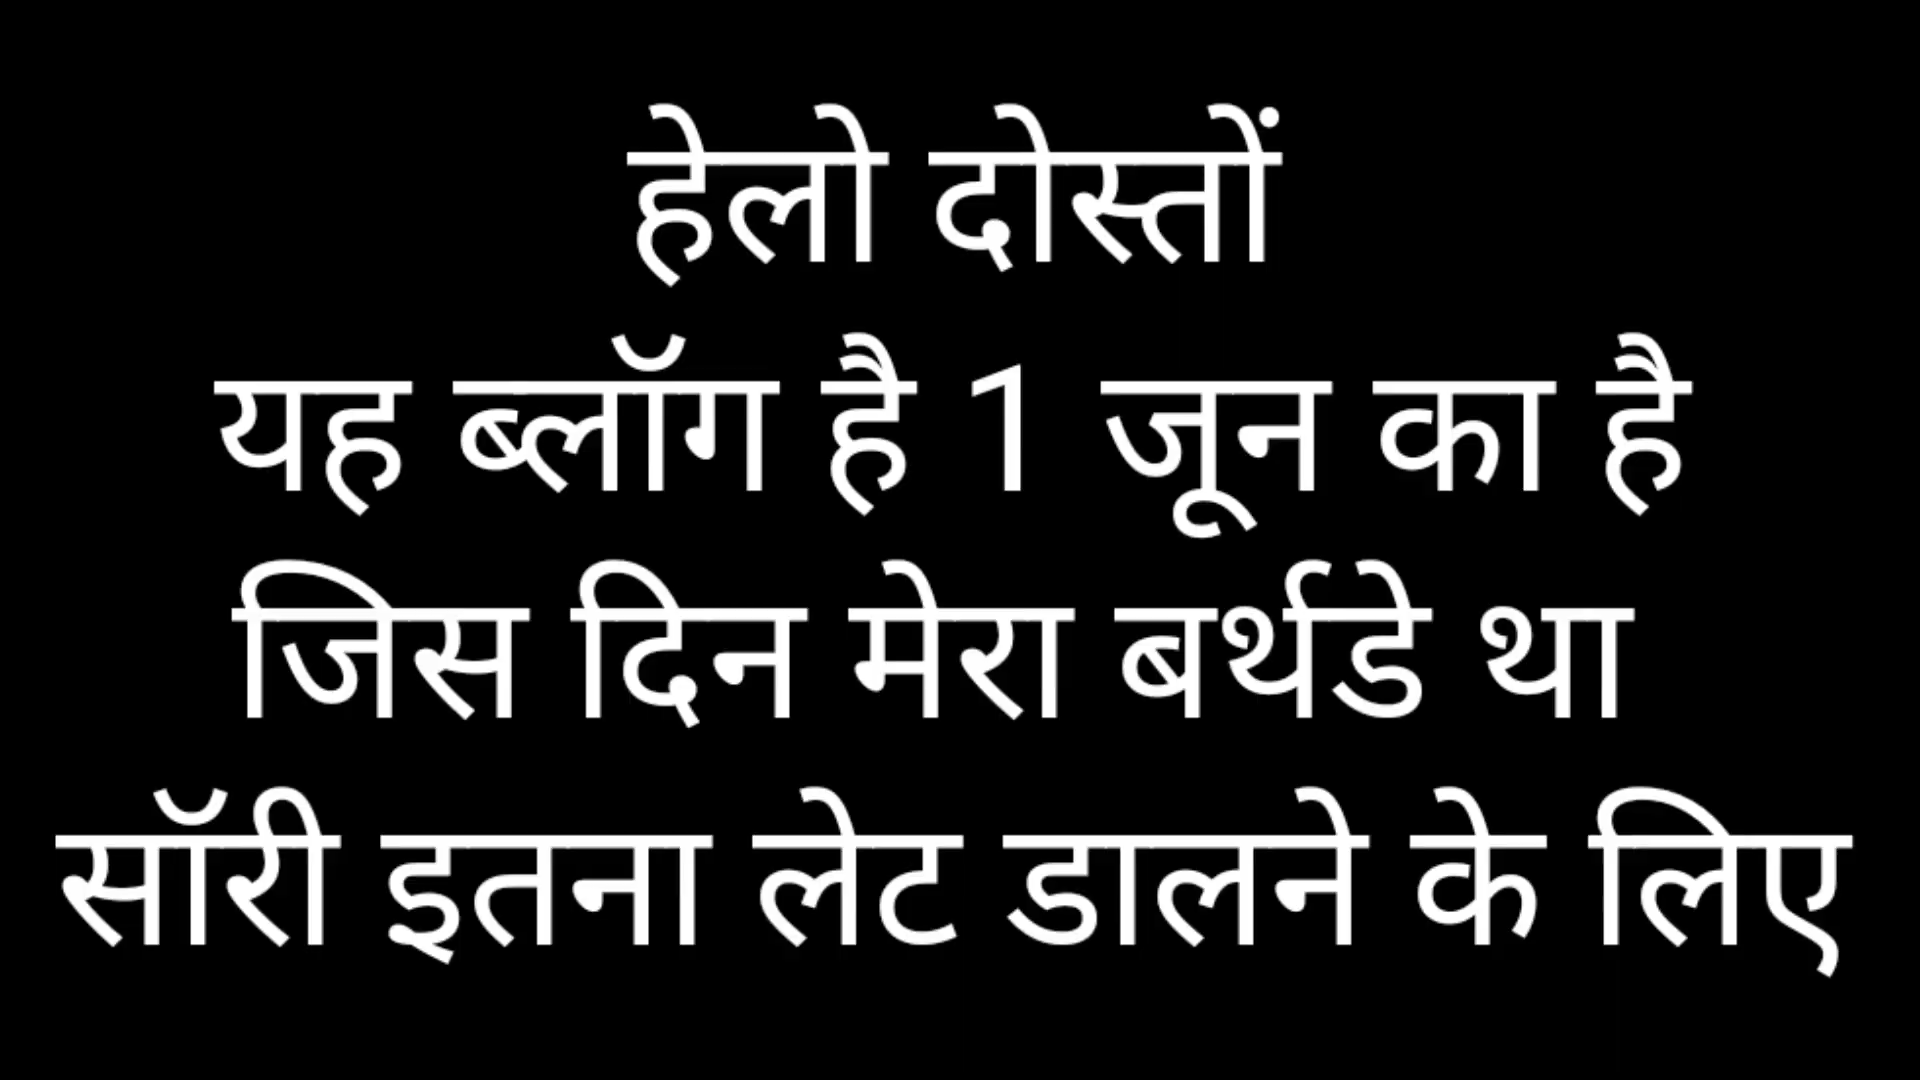 हेलो दोस्तों
यह ब्लॉग है 1 जून का है
जिस दिन मेरा बर्थडे था
सॉरी इतना लेट डालने के लिए